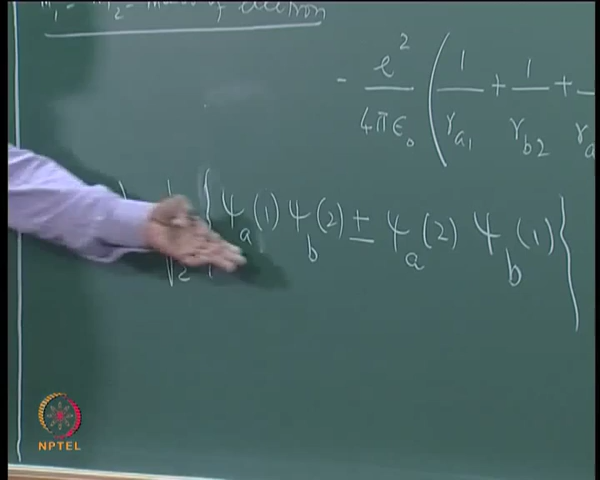 m₁ = m₂ - mass of electron
- e² / 4πε₀ ( 1 / r_a1 + 1 / r_b2 + / r_a
1 / √2 { ψ_a(1) ψ_b(2) ± ψ_a(2) ψ_b(1) }
NPTEL